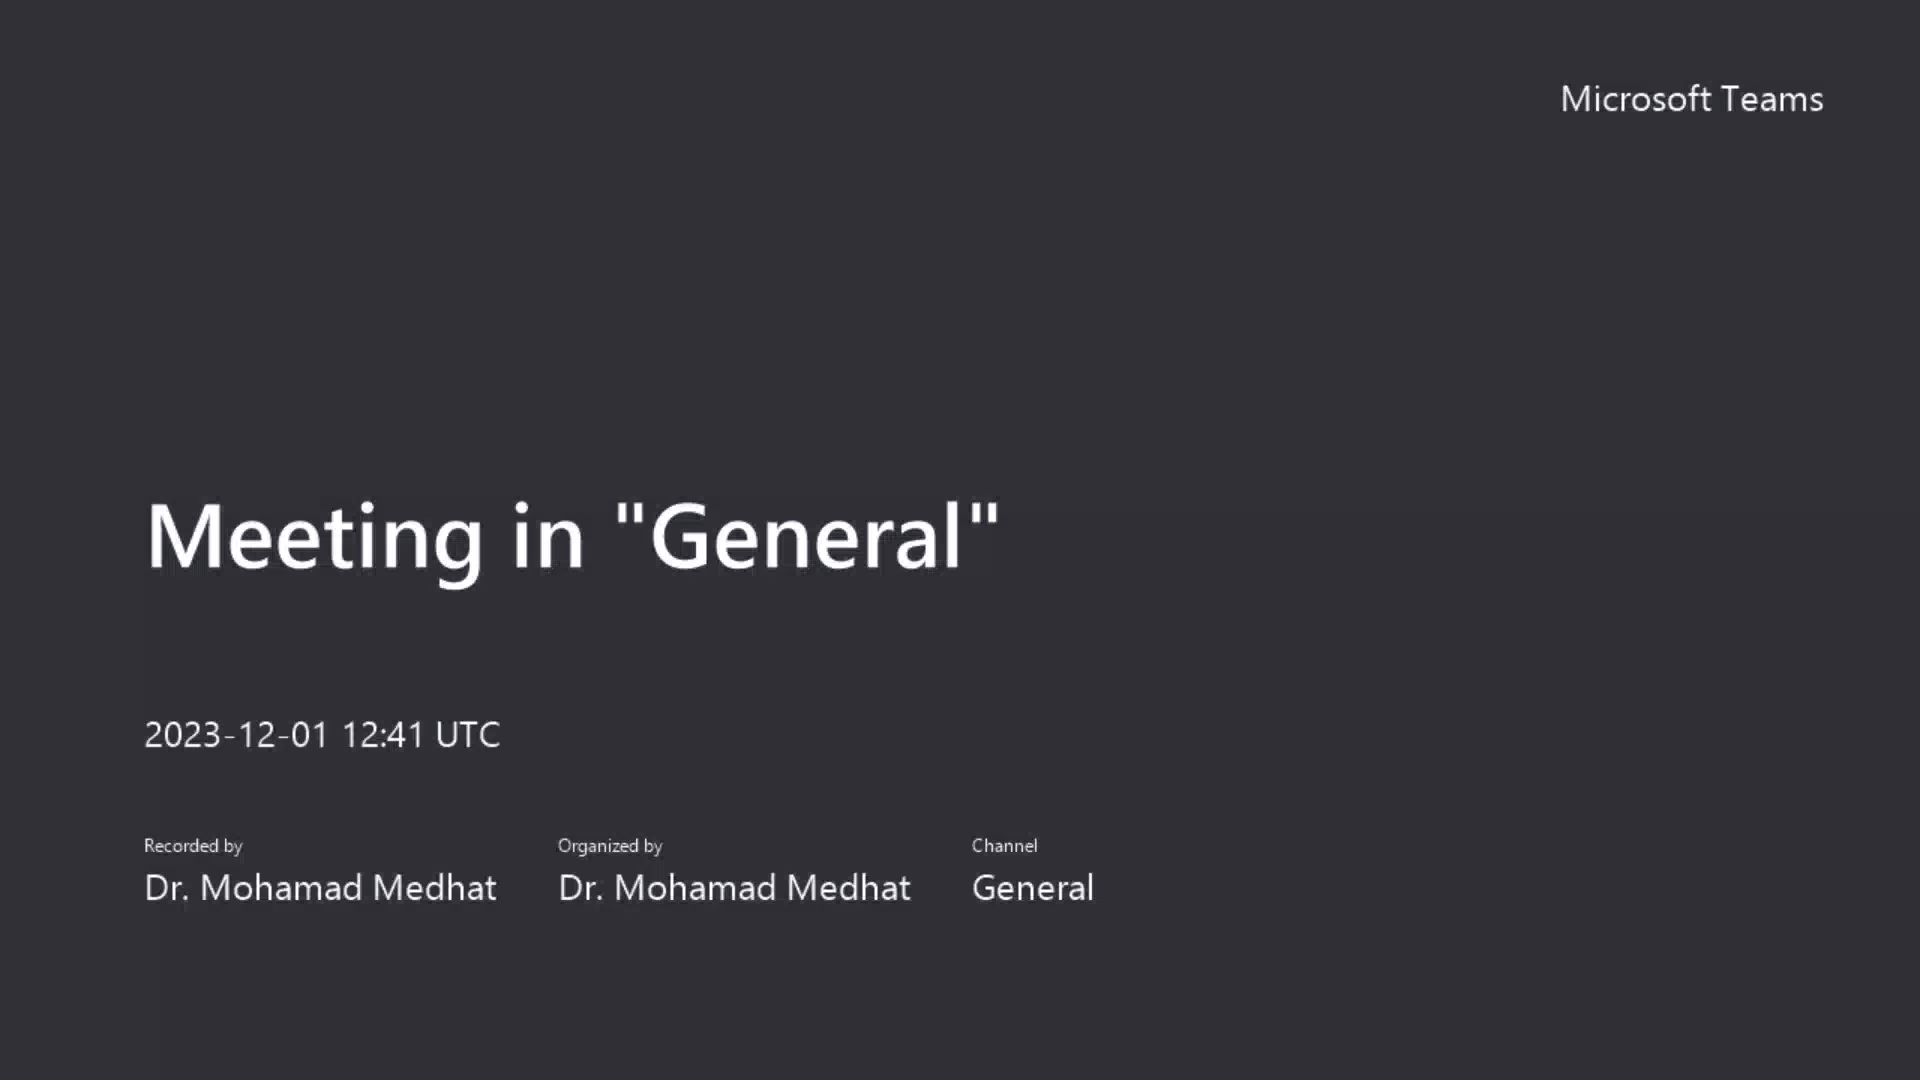 Microsoft Teams
Meeting in "General"
2023-12-01 12:41 UTC
Recorded by
Dr. Mohamad Medhat
Organized by
Dr. Mohamad Medhat
Channel
General